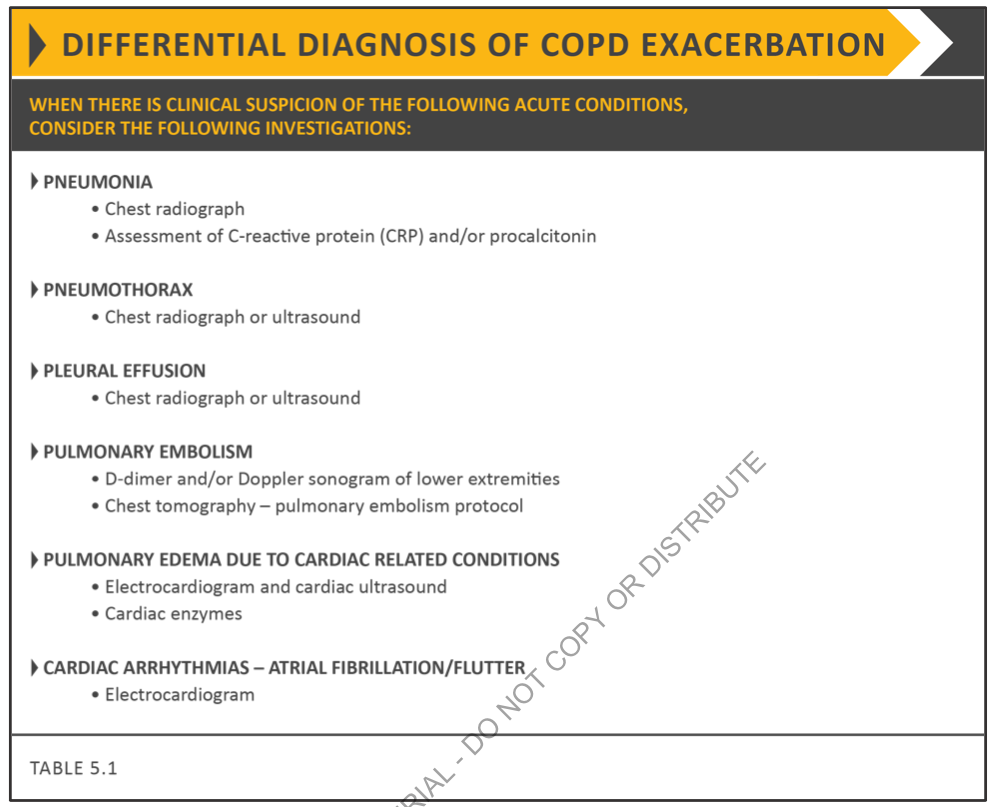 DIFFERENTIAL DIAGNOSIS OF COPD EXACERBATION
WHEN THERE IS CLINICAL SUSPICION OF THE FOLLOWING ACUTE CONDITIONS,
CONSIDER THE FOLLOWING INVESTIGATIONS:
PNEUMONIA
• Chest radiograph
• Assessment of C-reactive protein (CRP) and/or procalcitonin
PNEUMOTHORAX
• Chest radiograph or ultrasound
PLEURAL EFFUSION
• Chest radiograph or ultrasound
PULMONARY EMBOLISM
• D-dimer and/or Doppler sonogram of lower extremities
• Chest tomography – pulmonary embolism protocol
PULMONARY EDEMA DUE TO CARDIAC RELATED CONDITIONS
• Electrocardiogram and cardiac ultrasound
• Cardiac enzymes
CARDIAC ARRHYTHMIAS – ATRIAL FIBRILLATION/FLUTTER
• Electrocardiogram
TABLE 5.1
RIAL - DO NOT COPY OR DISTRIBUTE